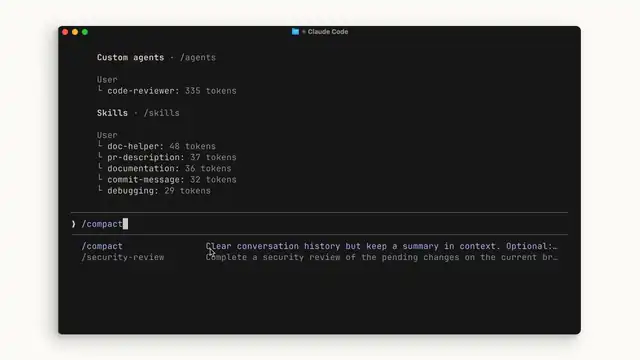 Claude Code
Custom agents · /agents
User
└ code-reviewer: 335 tokens
Skills · /skills
User
└ doc-helper: 48 tokens
└ pr-description: 37 tokens
└ documentation: 36 tokens
└ commit-message: 32 tokens
└ debugging: 29 tokens
❯ /compact
/compact Clear conversation history but keep a summary in context. Optional:…
/security-review Complete a security review of the pending changes on the current br…